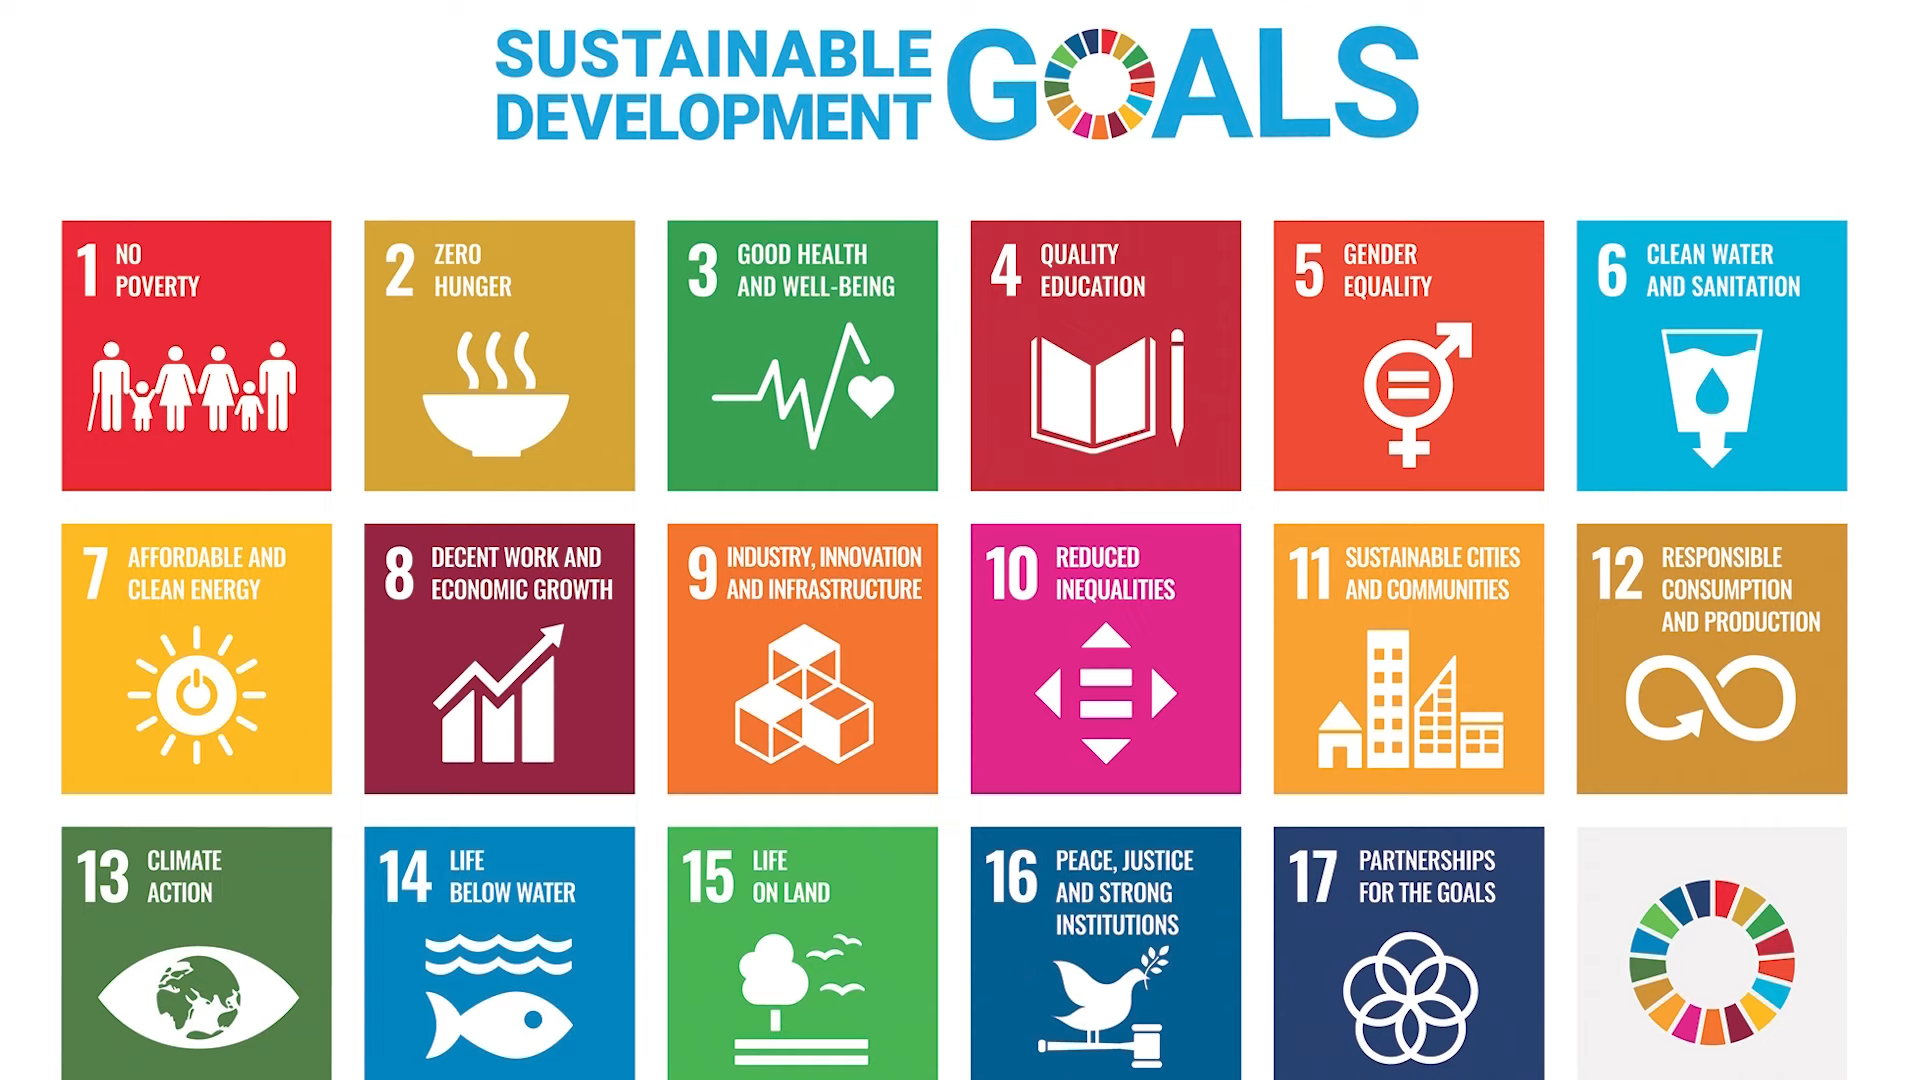 SUSTAINABLE
DEVELOPMENT
GOALS
1 NO
POVERTY
2 ZERO
HUNGER
3 GOOD HEALTH
AND WELL-BEING
4 QUALITY
EDUCATION
5 GENDER
EQUALITY
6 CLEAN WATER
AND SANITATION
7 AFFORDABLE AND
CLEAN ENERGY
8 DECENT WORK AND
ECONOMIC GROWTH
9 INDUSTRY, INNOVATION
AND INFRASTRUCTURE
10 REDUCED
INEQUALITIES
11 SUSTAINABLE CITIES
AND COMMUNITIES
12 RESPONSIBLE
CONSUMPTION
AND PRODUCTION
13 CLIMATE
ACTION
14 LIFE
BELOW WATER
15 LIFE
ON LAND
16 PEACE, JUSTICE
AND STRONG
INSTITUTIONS
17 PARTNERSHIPS
FOR THE GOALS